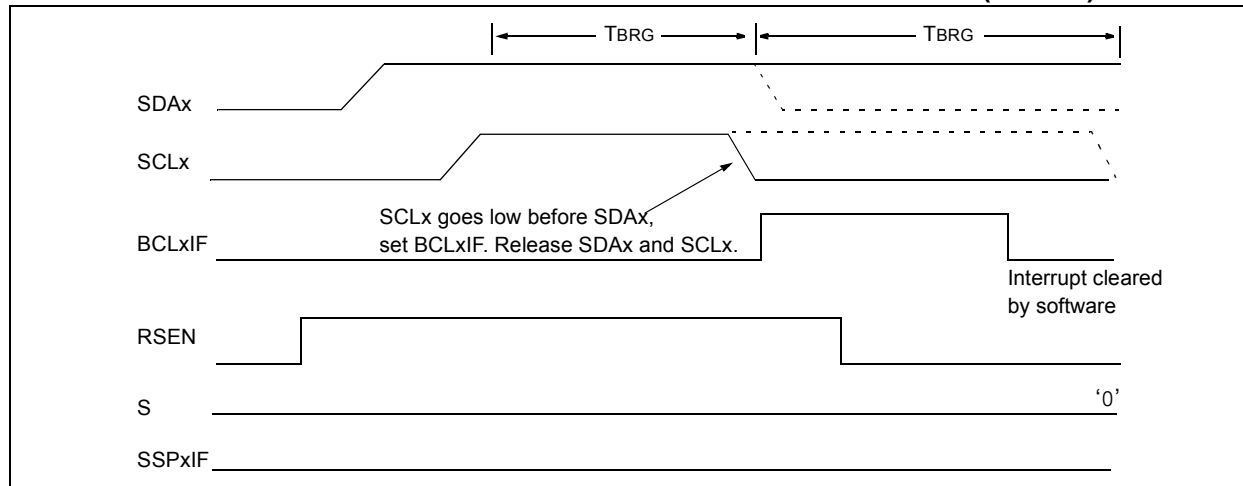 TBRG TBRG
SDAx
SCLx
SCLx goes low before SDAx,
set BCLxIF. Release SDAx and SCLx.
BCLxIF
Interrupt cleared
by software
RSEN
S ‘0’
SSPxIF